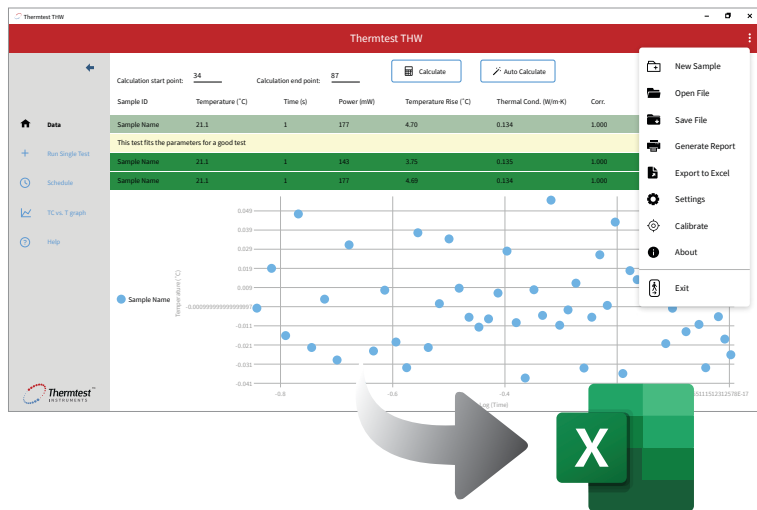 Thermtest THW
Thermtest THW
Calculation start point: 34
Calculation end point: 87
Calculate
Auto Calculate
Sample ID Temperature (˚C) Time (s) Power (mW) Temperature Rise (˚C) Thermal Cond. (W/m·K) Corr.
Data
Sample Name 21.1 1 177 4.70 0.134 1.000
This test fits the parameters for a good test
Run Single Test
Sample Name 21.1 1 143 3.75 0.135 1.000
Sample Name 21.1 1 177 4.69 0.134 1.000
Schedule
TC vs. T graph
Help
New Sample
Open File
Save File
Generate Report
Export to Excel
Settings
Calibrate
About
Exit
0.049
0.039
0.029
0.019
0.009
-0.011
-0.021
-0.031
-0.041
Temperature (˚C)
Sample Name
-0.8 -0.6 -0.4
Log (Time)
Thermtest™
INSTRUMENTS
X